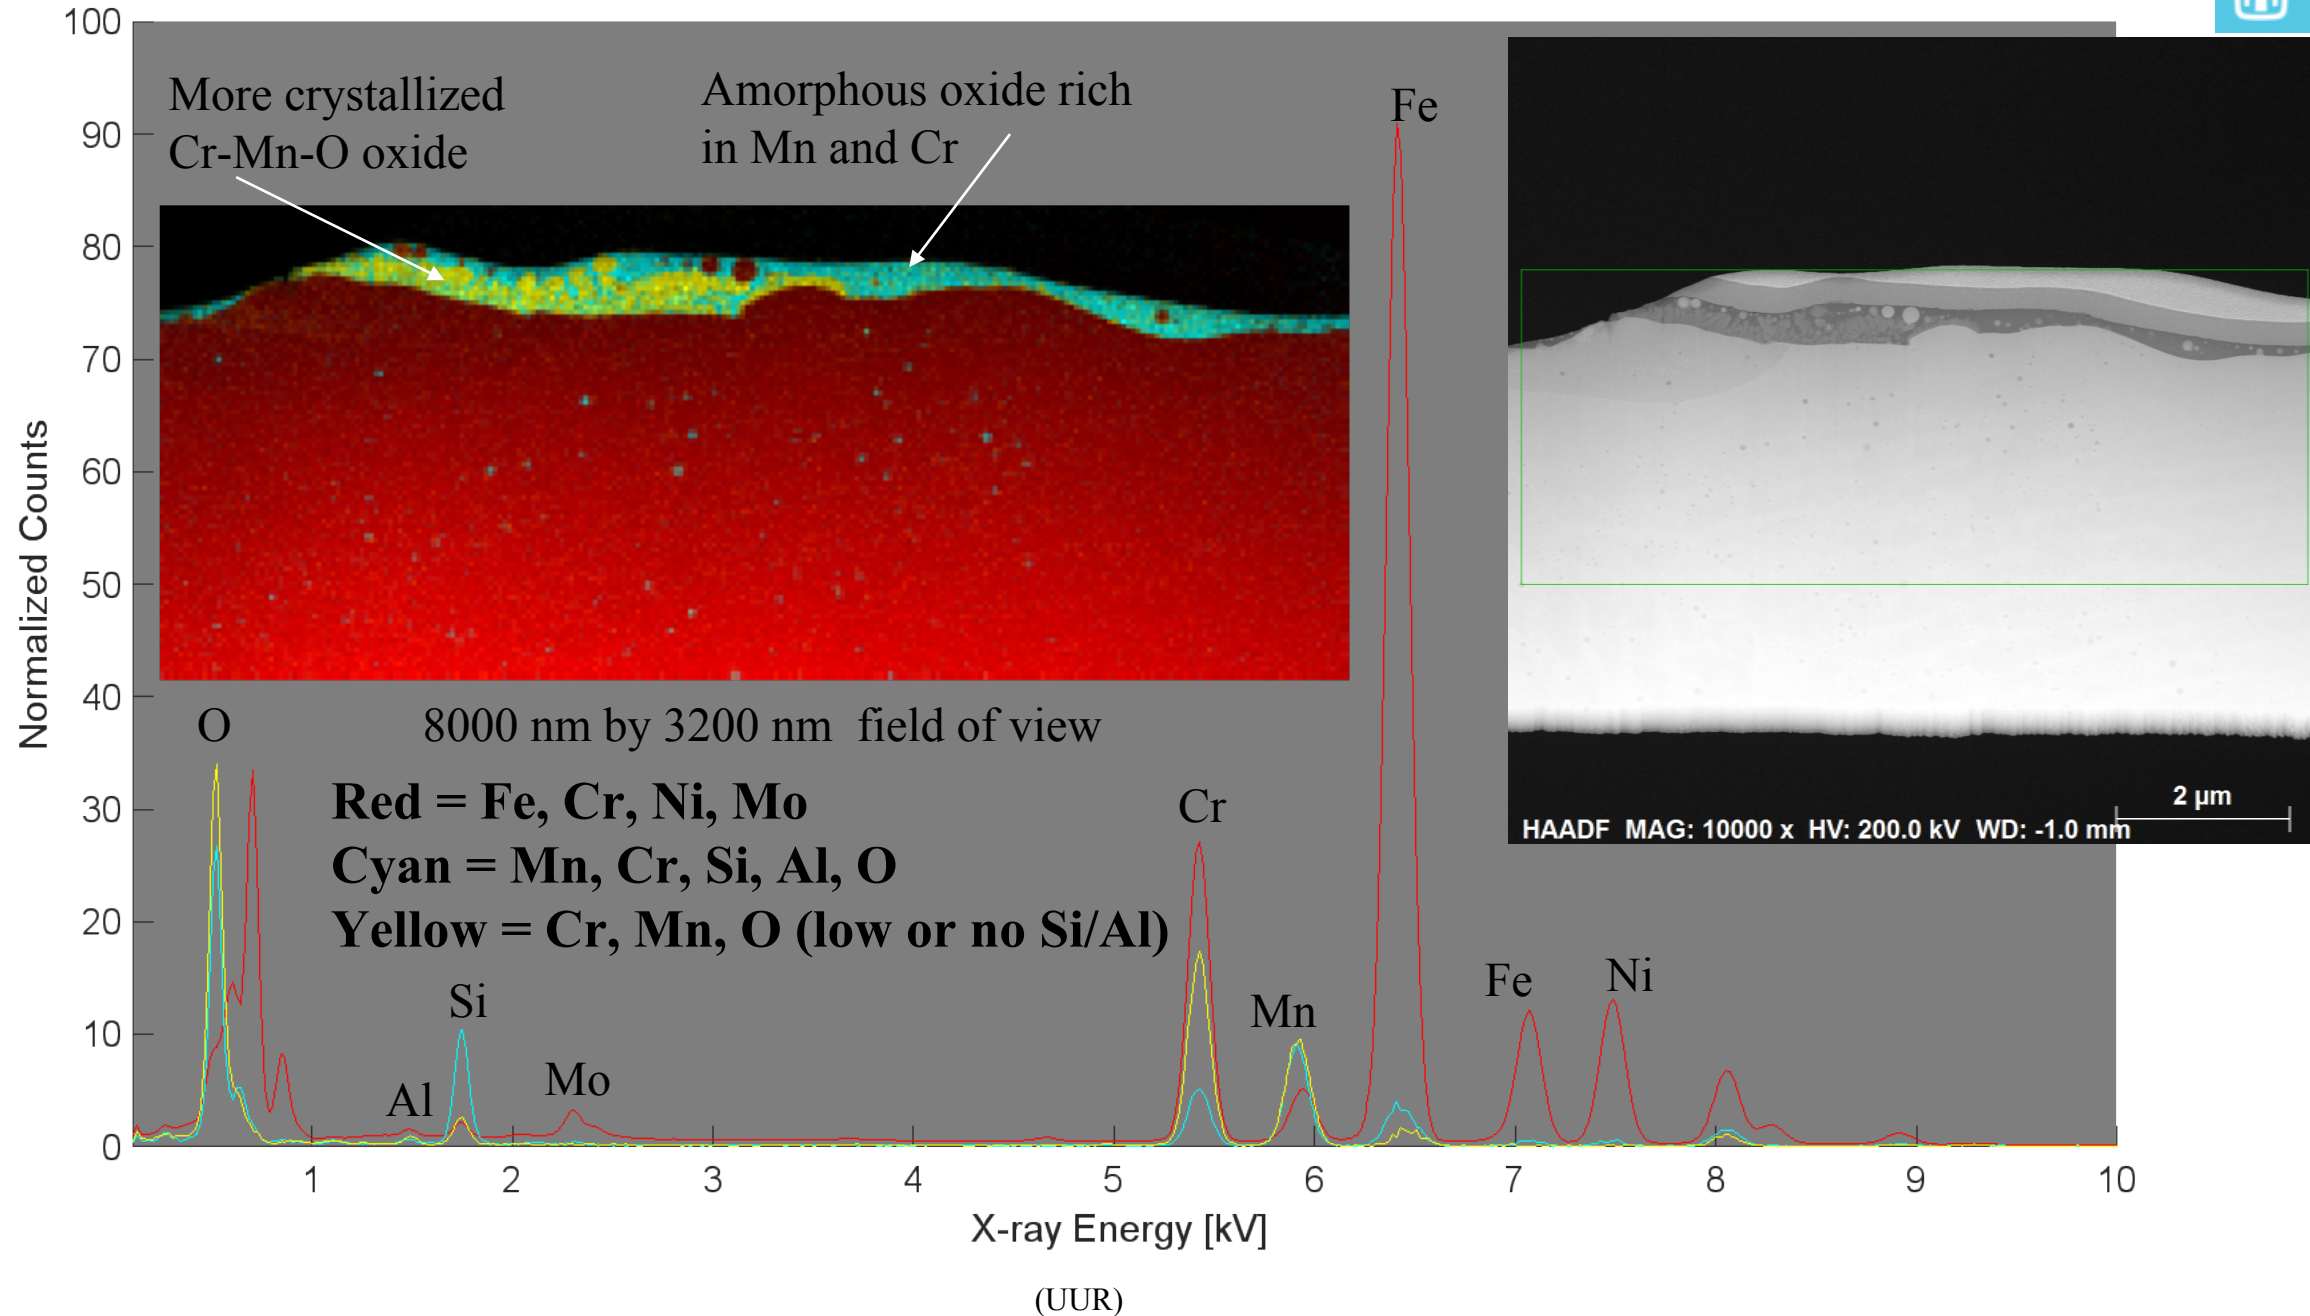 100
90
80
70
60
50
40
30
20
10
0
Normalized Counts
More crystallized
Cr-Mn-O oxide
Amorphous oxide rich
in Mn and Cr
Fe
O
8000 nm by 3200 nm field of view
Red = Fe, Cr, Ni, Mo
Cyan = Mn, Cr, Si, Al, O
Yellow = Cr, Mn, O (low or no Si/Al)
Al
Si
Mo
Cr
Mn
Fe
Ni
2 µm
HAADF MAG: 10000 x HV: 200.0 kV WD: -1.0 mm
1 2 3 4 5 6 7 8 9 10
X-ray Energy [kV]
(UUR)